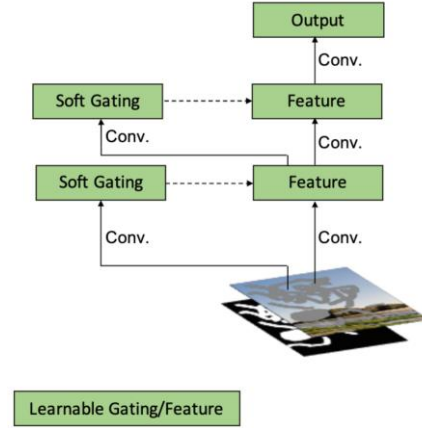 Output
Conv.
Soft Gating
Feature
Conv.
Conv.
Soft Gating
Feature
Conv.
Conv.
Learnable Gating/Feature